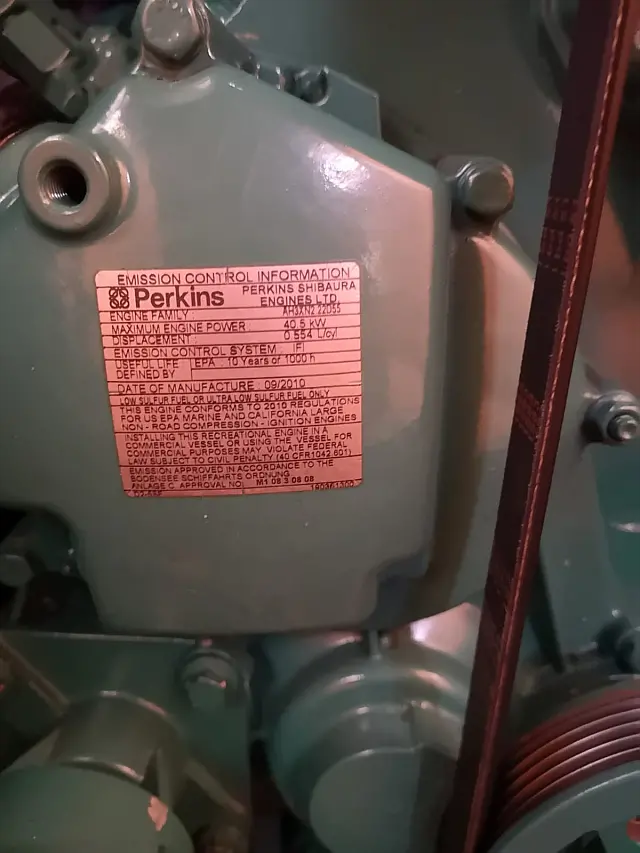 EMISSION CONTROL INFORMATION
Perkins PERKINS SHIBAURA
ENGINES LTD
ENGINE FAMILY
MAXIMUM ENGINE POWER 40.5 kW
DISPLACEMENT 0.554 L/cyl
EMISSION CONTROL SYSTEM IFI
USEFUL LIFE EPA : 10 Years or 1000 h
DEFINED BY
DATE OF MANUFACTURE : 09/2010
LOW SULFUR FUEL OR ULTRA LOW SULFUR FUEL ONLY
THIS ENGINE CONFORMS TO 2010 REGULATIONS
FOR US EPA MARINE AND CALIFORNIA LARGE
NON - ROAD COMPRESSION - IGNITION ENGINES
INSTALLING THIS RECREATIONAL ENGINE IN A
COMMERCIAL VESSEL OR USING THE VESSEL FOR
COMMERCIAL PURPOSES MAY VIOLATE FEDERAL
LAW SUBJECT TO CIVIL PENALTY (40 CFR1042.601)
EMISSION APPROVED IN ACCORDANCE TO THE
BODENSEE SCHIFFAHRTS ORDNUNG
ANLAGE C. APPROVAL NO. M1 08 3 08 08